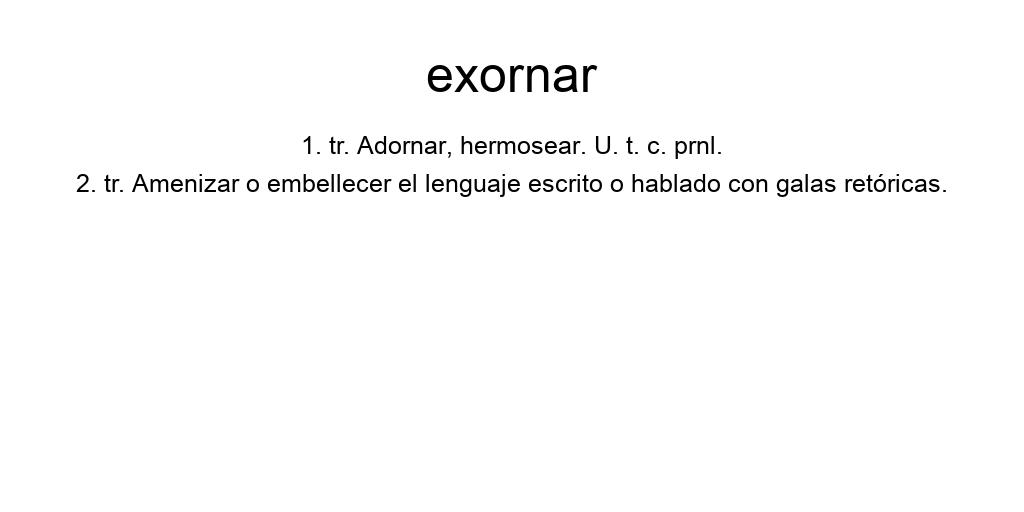 exornar
1. tr. Adornar, hermosear. U. t. c. prnl.
2. tr. Amenizar o embellecer el lenguaje escrito o hablado con galas retóricas.